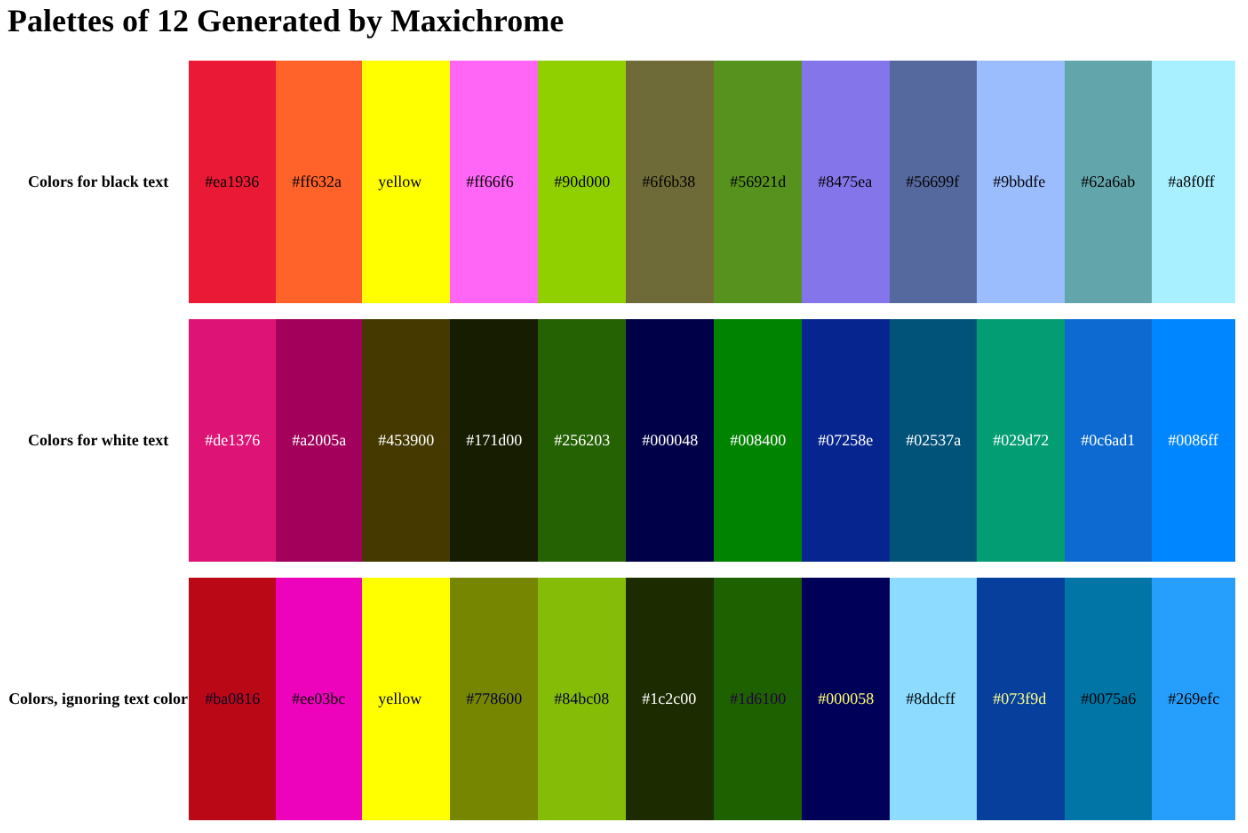 Palettes of 12 Generated by Maxichrome
Colors for black text #ea1936 #ff632a yellow #ff66f6 #90d000 #6f6b38 #56921d #8475ea #56699f #9bbdfe #62a6ab #a8f0ff
Colors for white text #de1376 #a2005a #453900 #171d00 #256203 #000048 #008400 #07258e #02537a #029d72 #0c6ad1 #0086ff
Colors, ignoring text color #ba0816 #ee03bc yellow #778600 #84bc08 #1c2c00 #1d6100 #000058 #8ddcff #073f9d #0075a6 #269efc